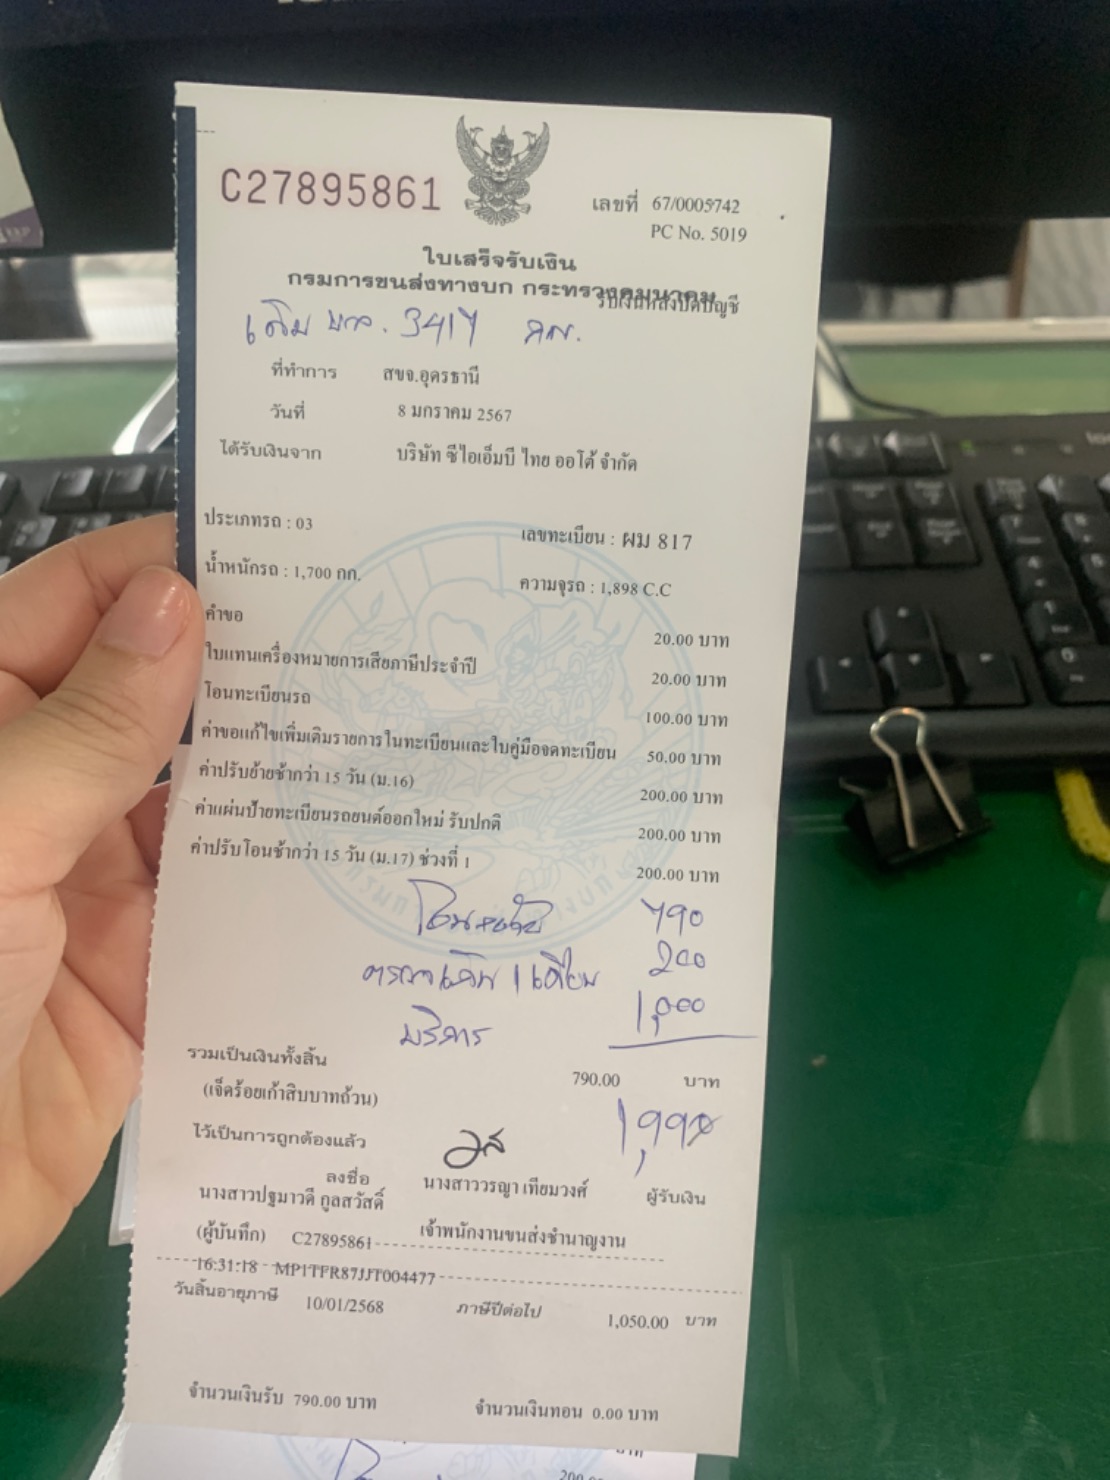 C27895861
เลขที่ 67/0005742
PC No. 5019
ใบเสร็จรับเงิน
กรมการขนส่งทางบก กระทรวงคมนาคม
รับเงินหลังปิดบัญชี
เดิม 3417
ที่ทำการ สขจ.อุดรธานี
วันที่ 8 มกราคม 2567
ได้รับเงินจาก บริษัท ซีไอเอ็มบี ไทย ออโต้ จำกัด
ประเภทรถ : 03 เลขทะเบียน : ผม 817
น้ำหนักรถ : 1,700 กก. ความจุรถ : 1,898 C.C
คำขอ 20.00 บาท
ใบแทนเครื่องหมายการเสียภาษีประจำปี 20.00 บาท
โอนทะเบียนรถ 100.00 บาท
ค่าขอแก้ไขเพิ่มเติมรายการในทะเบียนและใบคู่มือจดทะเบียน 50.00 บาท
ค่าปรับย้ายช้ากว่า 15 วัน (ม.16) 200.00 บาท
ค่าแผ่นป้ายทะเบียนรถยนต์ออกใหม่ รับปกติ 200.00 บาท
ค่าปรับโอนช้ากว่า 15 วัน (ม.17) ช่วงที่ 1 200.00 บาท
790
200
บริการ 1,000
รวมเป็นเงินทั้งสิ้น 790.00 บาท
(เจ็ดร้อยเก้าสิบบาทถ้วน)
ไว้เป็นการถูกต้องแล้ว
ลงชื่อ นางสาววรญา เทียมวงศ์ ผู้รับเงิน
นางสาวปฐมาวดี กูลสวัสดิ์
เจ้าพนักงานขนส่งชำนาญงาน
(ผู้บันทึก) C27895861
16:31:18 MP1TFR87JJT004477
วันสิ้นอายุภาษี 10/01/2568 ภาษีปีต่อไป 1,050.00 บาท
จำนวนเงินรับ 790.00 บาท จำนวนเงินทอน 0.00 บาท